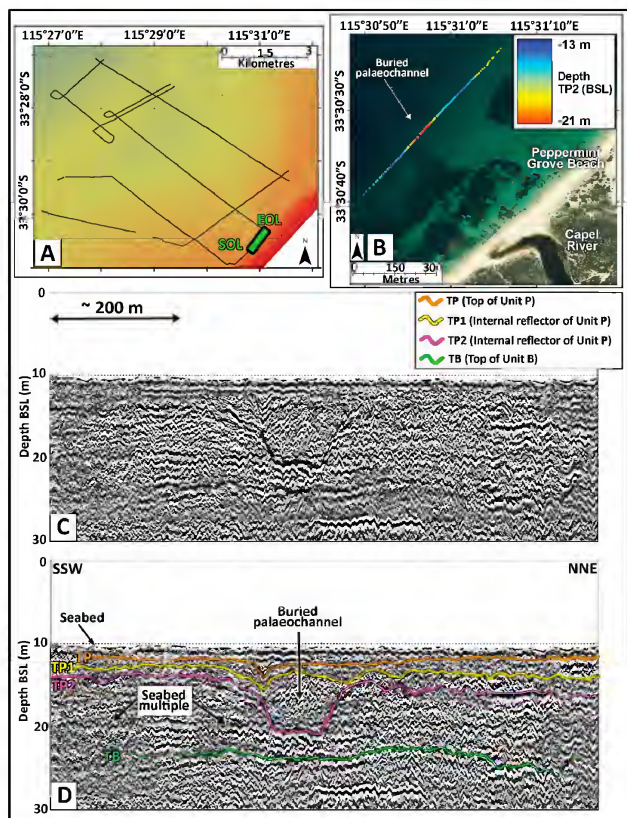 115°27'0"E 115°29'0"E 115°31'0"E
1.5 3
Kilometres
33°28'0"S
33°30'0"S
EOL
SOL
A
N
115°30'50"E 115°31'0"E 115°31'10"E
-13 m
Depth
TP2 (BSL)
-21 m
Buried
palaeochannel
33°30'30"S
33°30'40"S
Peppermin
Grove Beach
Capel
River
B
N
0 150 30
Metres
TP (Top of Unit P)
TP1 (Internal reflector of Unit P)
TP2 (Internal reflector of Unit P)
TB (Top of Unit B)
~ 200 m
0
10
20
30
Depth BSL (m)
C
SSW NNE
Seabed
Buried
palaeochannel
TP
TP1
TP2
Seabed
multiple
TB
0
10
20
30
Depth BSL (m)
D